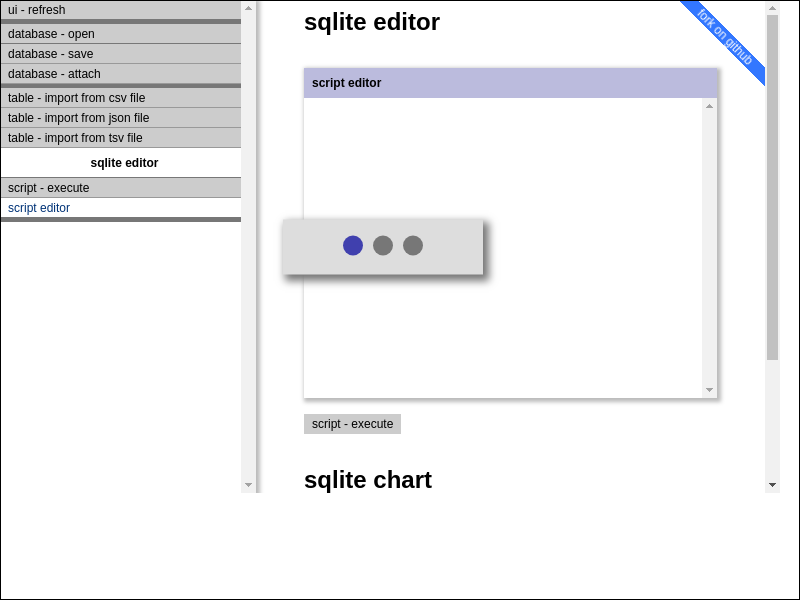 ui - refresh
database - open
database - save
database - attach
table - import from csv file
table - import from json file
table - import from tsv file
sqlite editor
script - execute
script editor
sqlite editor
fork on github
script editor
script - execute
sqlite chart